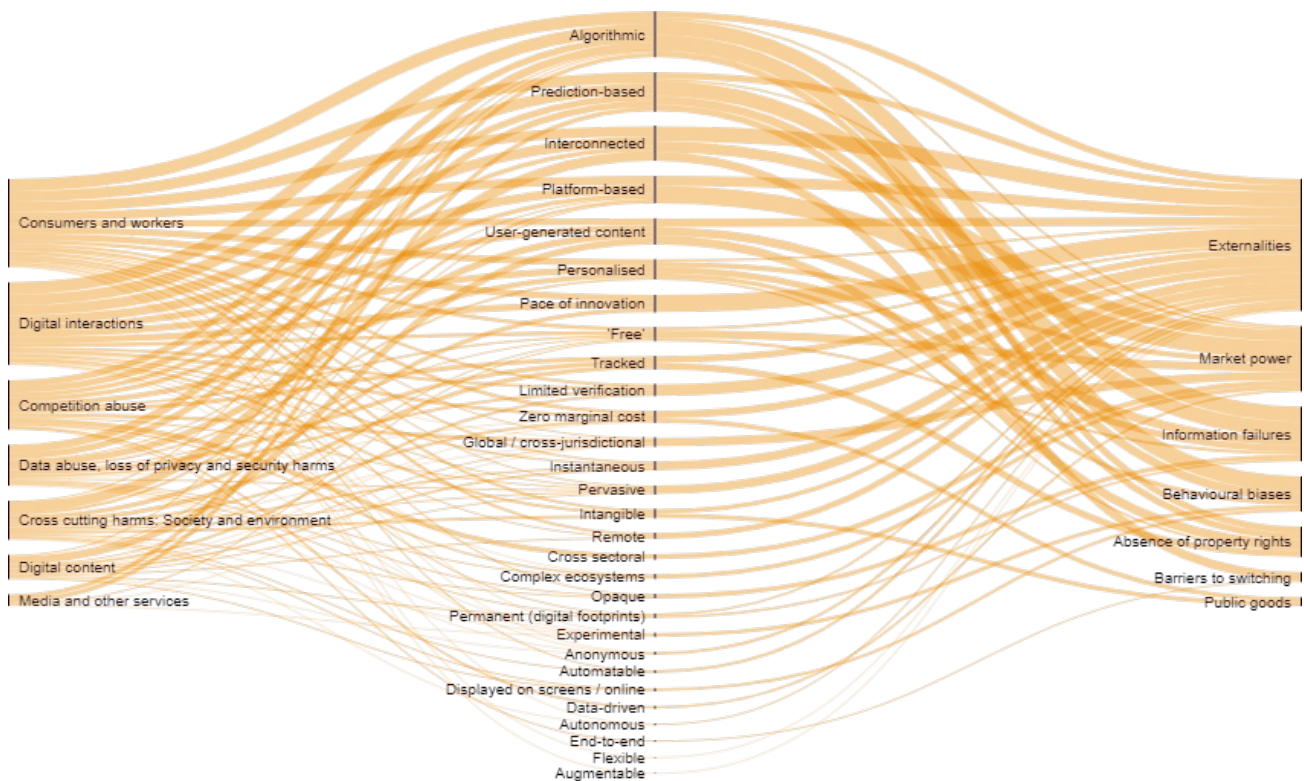 Consumers and workers
Digital interactions
Competition abuse
Data abuse, loss of privacy and security harms
Cross cutting harms: Society and environment
Digital content
Media and other services
Algorithmic
Prediction-based
Interconnected
Platform-based
User-generated content
Personalised
Pace of innovation
'Free'
Tracked
Limited verification
Zero marginal cost
Global / cross-jurisdictional
Instantaneous
Pervasive
Intangible
Remote
Cross sectoral
Complex ecosystems
Opaque
Permanent (digital footprints)
Experimental
Anonymous
Automatable
Displayed on screens / online
Data-driven
Autonomous
End-to-end
Flexible
Augmentable
Externalities
Market power
Information failures
Behavioural biases
Absence of property rights
Barriers to switching
Public goods